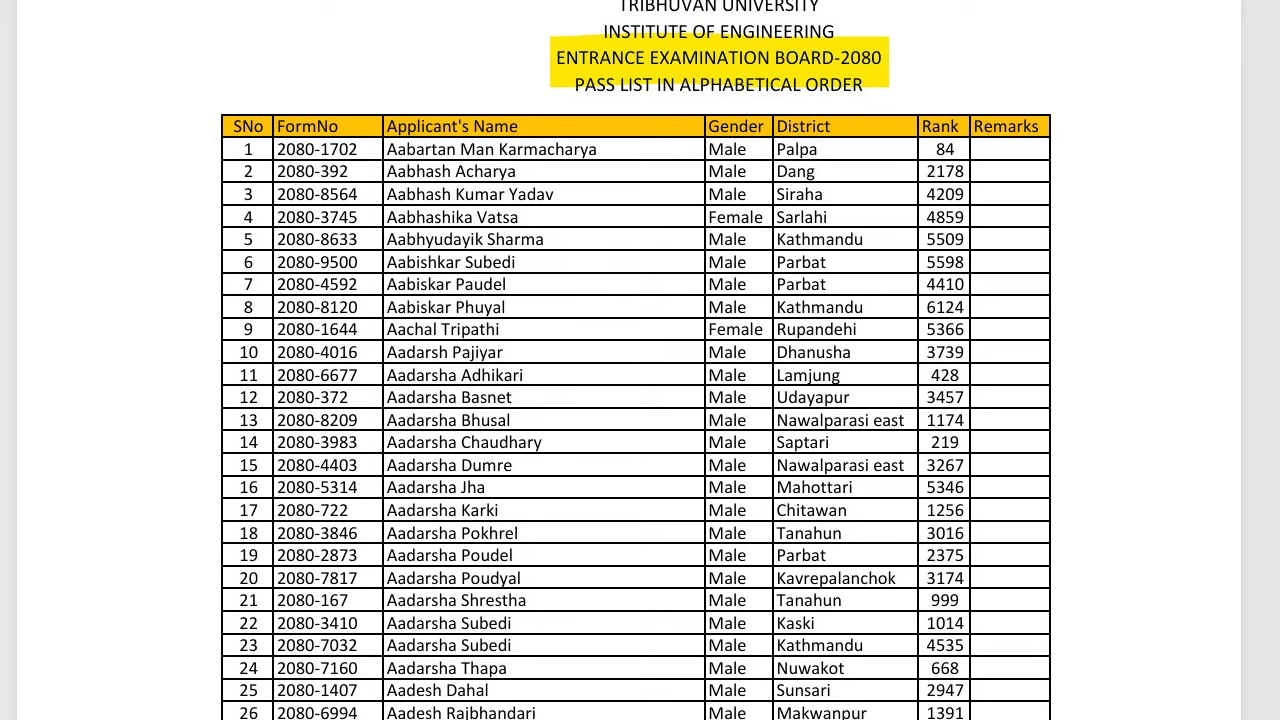 TRIBHUVAN UNIVERSITY
INSTITUTE OF ENGINEERING
ENTRANCE EXAMINATION BOARD-2080
PASS LIST IN ALPHABETICAL ORDER
SNo FormNo Applicant's Name Gender District Rank Remarks
1 2080-1702 Aabartan Man Karmacharya Male Palpa 84
2 2080-392 Aabhash Acharya Male Dang 2178
3 2080-8564 Aabhash Kumar Yadav Male Siraha 4209
4 2080-3745 Aabhashika Vatsa Female Sarlahi 4859
5 2080-8633 Aabhyudayik Sharma Male Kathmandu 5509
6 2080-9500 Aabishkar Subedi Male Parbat 5598
7 2080-4592 Aabiskar Paudel Male Parbat 4410
8 2080-8120 Aabiskar Phuyal Male Kathmandu 6124
9 2080-1644 Aachal Tripathi Female Rupandehi 5366
10 2080-4016 Aadarsh Pajiyar Male Dhanusha 3739
11 2080-6677 Aadarsha Adhikari Male Lamjung 428
12 2080-372 Aadarsha Basnet Male Udayapur 3457
13 2080-8209 Aadarsha Bhusal Male Nawalparasi east 1174
14 2080-3983 Aadarsha Chaudhary Male Saptari 219
15 2080-4403 Aadarsha Dumre Male Nawalparasi east 3267
16 2080-5314 Aadarsha Jha Male Mahottari 5346
17 2080-722 Aadarsha Karki Male Chitawan 1256
18 2080-3846 Aadarsha Pokhrel Male Tanahun 3016
19 2080-2873 Aadarsha Poudel Male Parbat 2375
20 2080-7817 Aadarsha Poudyal Male Kavrepalanchok 3174
21 2080-167 Aadarsha Shrestha Male Tanahun 999
22 2080-3410 Aadarsha Subedi Male Kaski 1014
23 2080-7032 Aadarsha Subedi Male Kathmandu 4535
24 2080-7160 Aadarsha Thapa Male Nuwakot 668
25 2080-1407 Aadesh Dahal Male Sunsari 2947
26 2080-6994 Aadesh Rajbhandari Male Makwanpur 1391